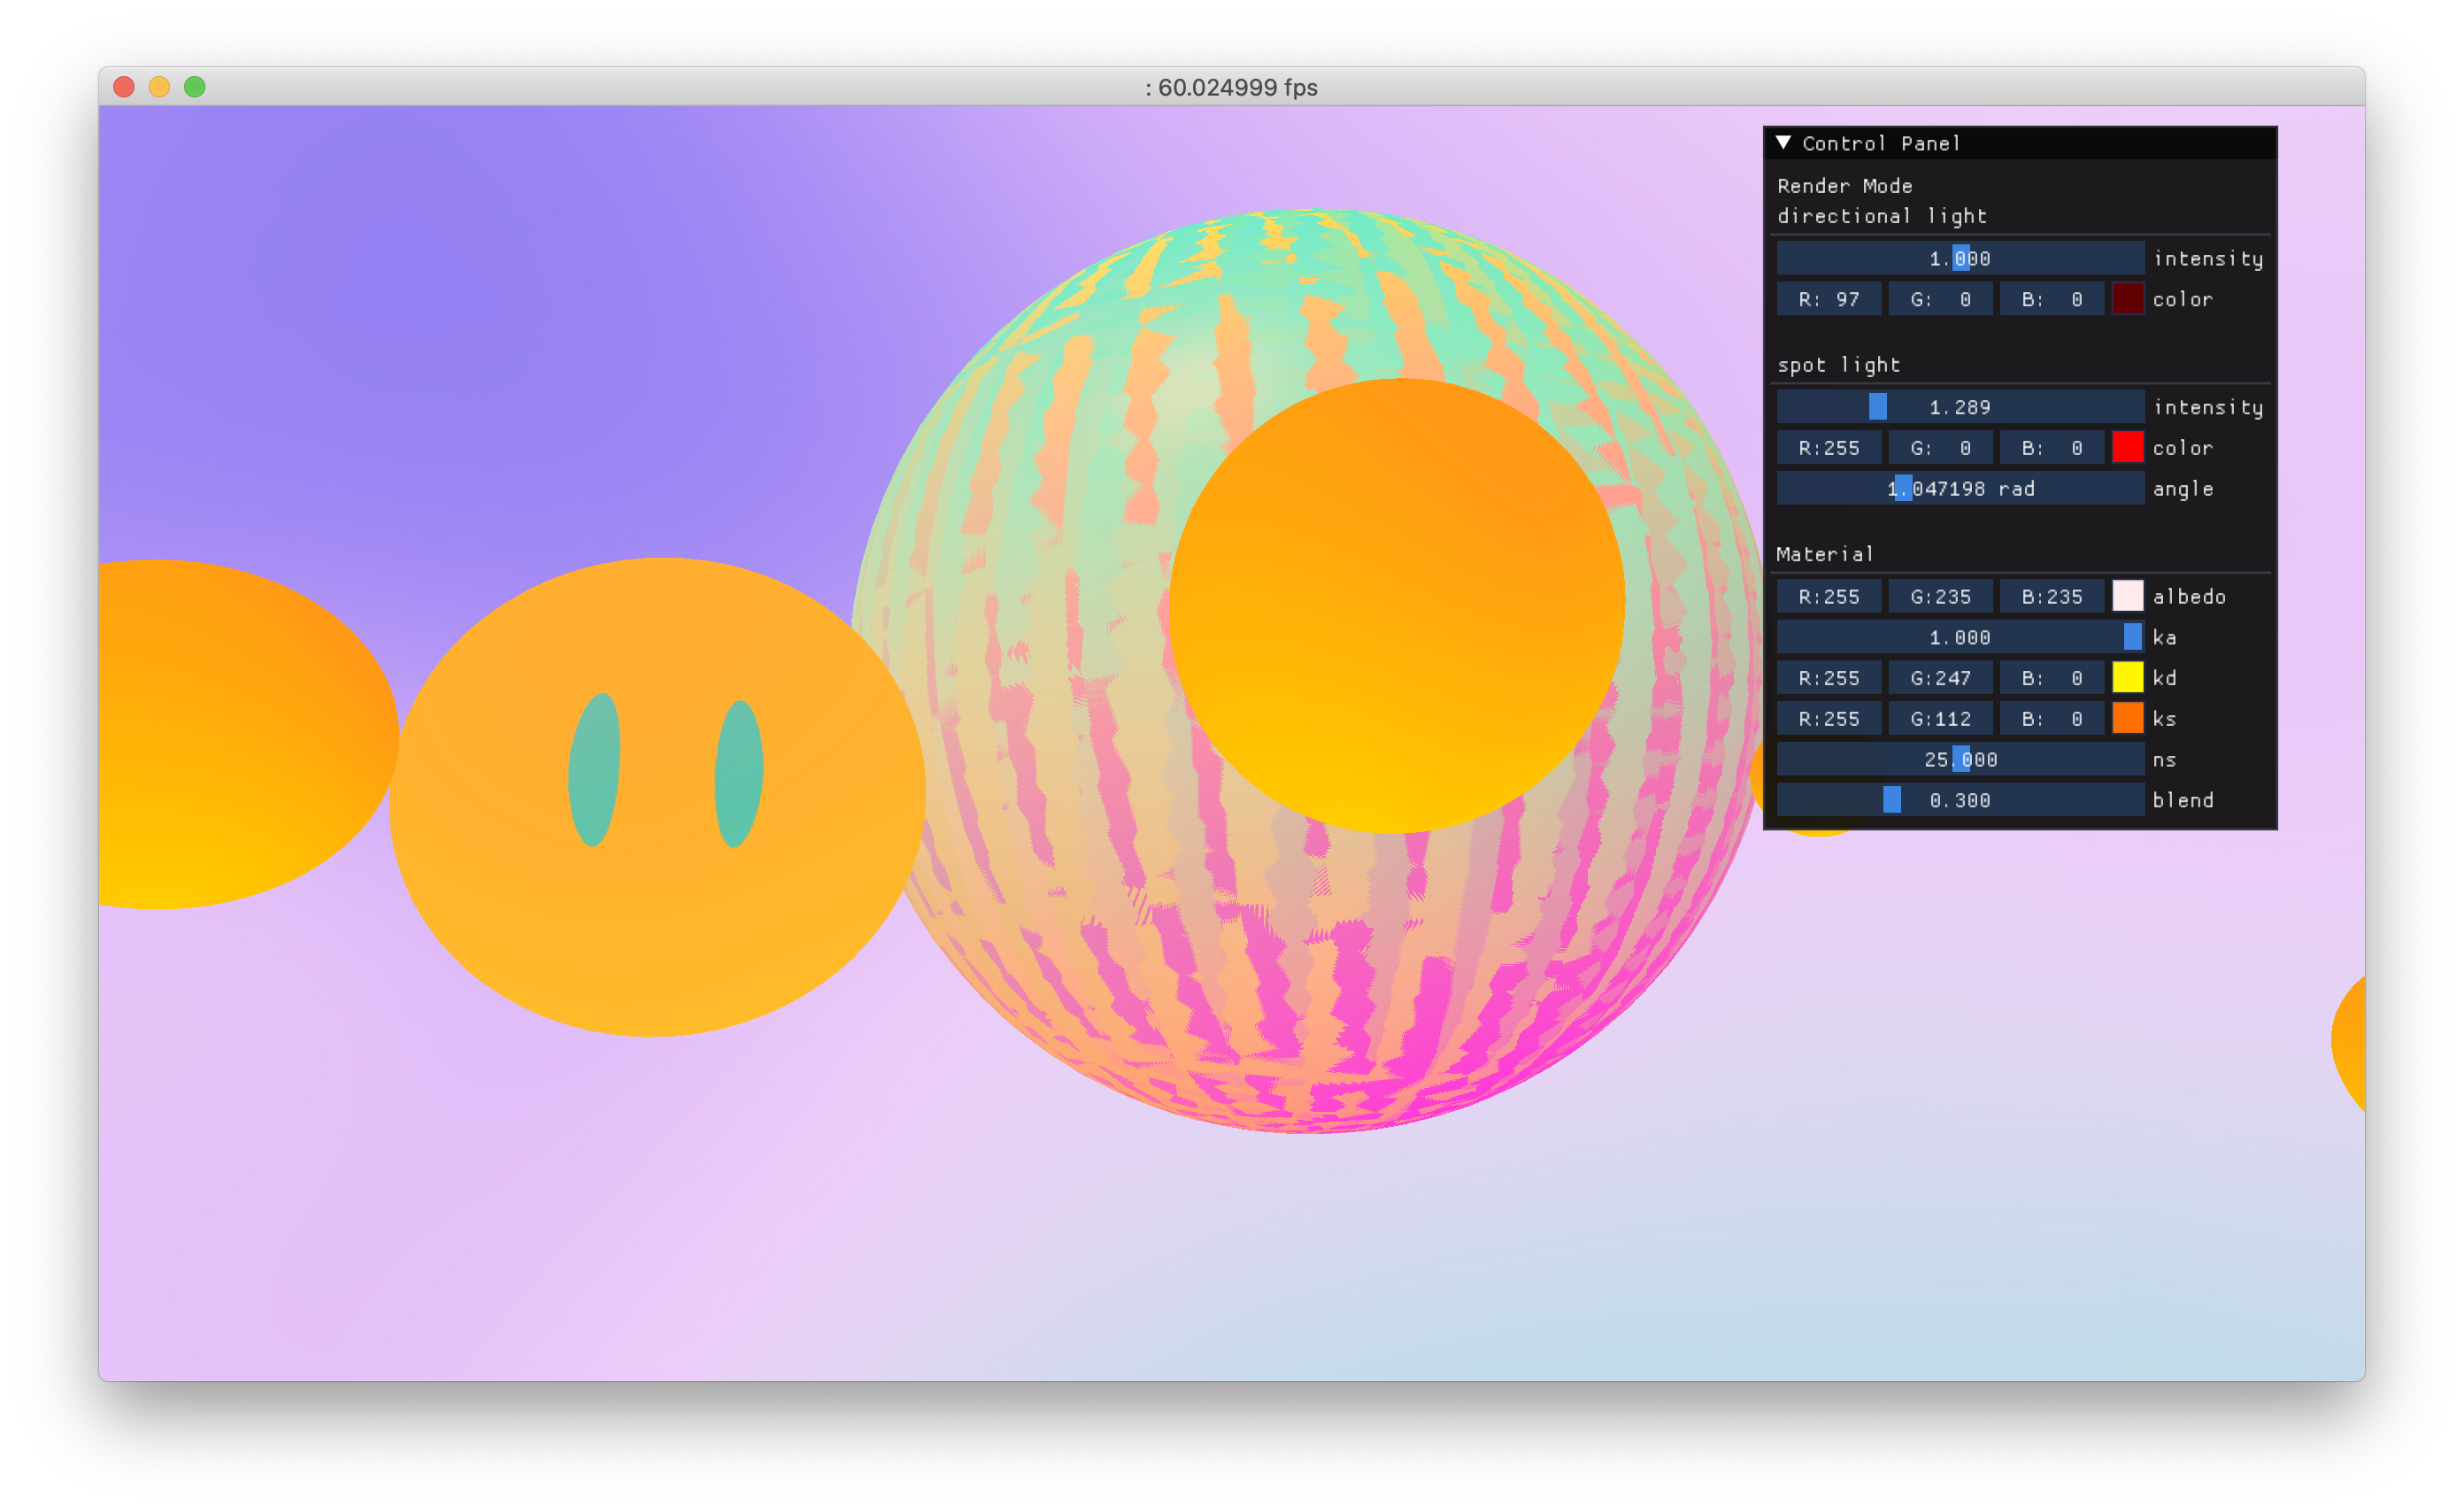 : 60.024999 fps
Control Panel
Render Mode
directional light
1.000 intensity
R: 97 G: 0 B: 0 color
spot light
1.289 intensity
R:255 G: 0 B: 0 color
1.047198 rad angle
Material
R:255 G:235 B:235 albedo
1.000 ka
R:255 G:247 B: 0 kd
R:255 G:112 B: 0 ks
25.000 ns
0.300 blend